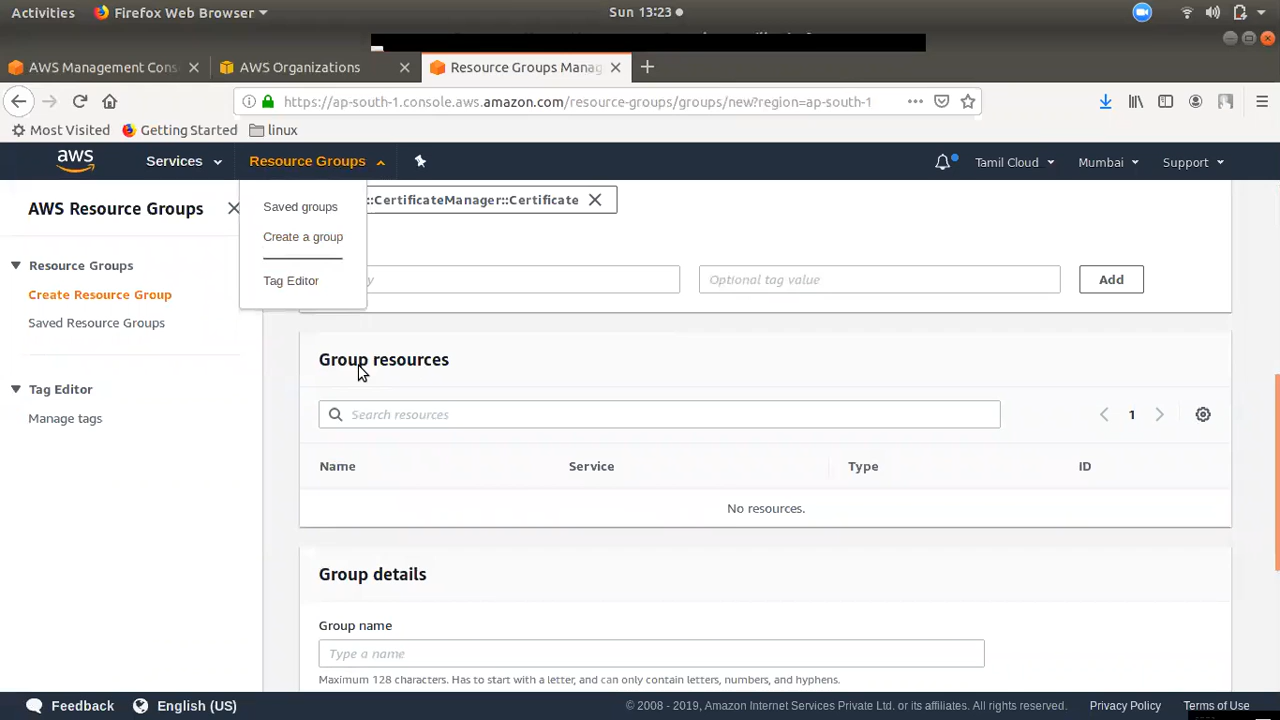 Activities Firefox Web Browser Sun 13:23
AWS Management Cons AWS Organizations Resource Groups Manag
https://ap-south-1.console.aws.amazon.com/resource-groups/groups/new?region=ap-south-1
Most Visited Getting Started linux
aws Services Resource Groups Tamil Cloud Mumbai Support
AWS Resource Groups
Resource Groups
Create Resource Group
Saved Resource Groups
Tag Editor
Manage tags
Saved groups
Create a group
Tag Editor
::CertificateManager::Certificate
y Optional tag value Add
Group resources
Search resources 1
Name Service Type ID
No resources.
Group details
Group name
Type a name
Maximum 128 characters. Has to start with a letter, and can only contain letters, numbers, and hyphens.
Feedback English (US) © 2008 - 2019, Amazon Internet Services Private Ltd. or its affiliates. All rights reserved. Privacy Policy Terms of Use